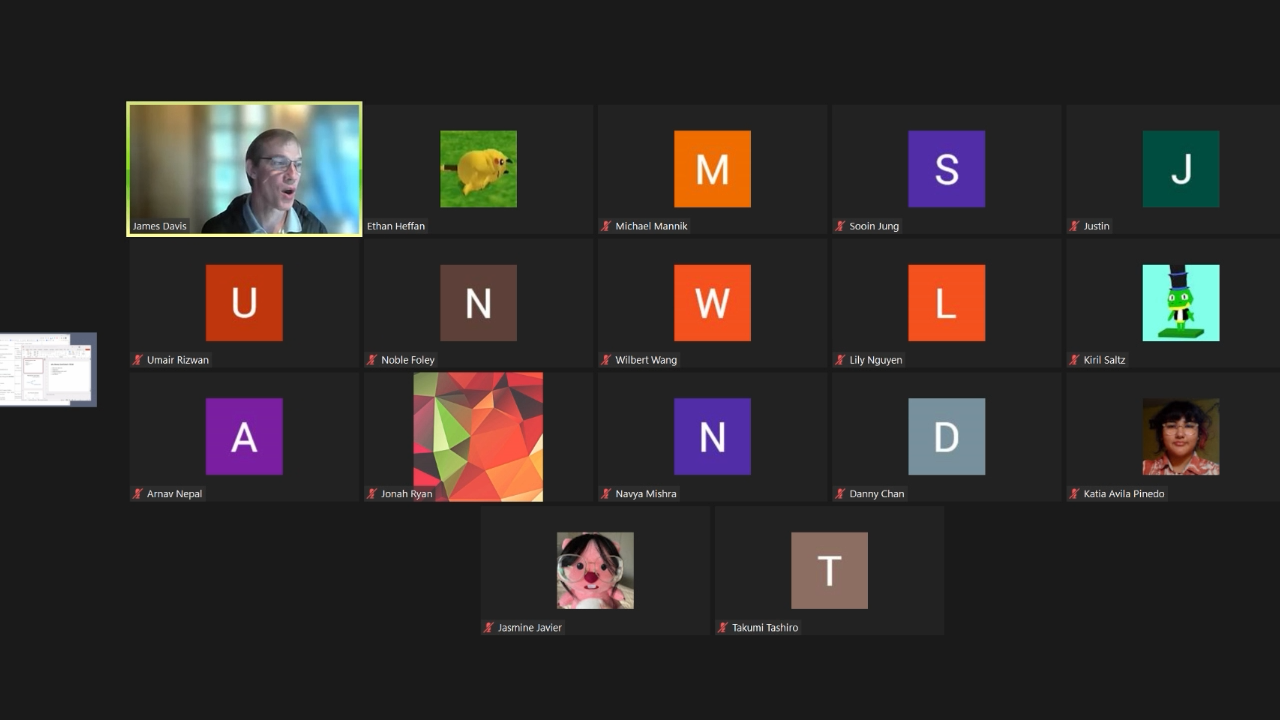 James Davis
Ethan Heffan
M
Michael Mannik
S
Sooin Jung
J
Justin
U
Umair Rizwan
N
Noble Foley
W
Wilbert Wang
L
Lily Nguyen
Kiril Saltz
A
Arnav Nepal
Jonah Ryan
N
Navya Mishra
D
Danny Chan
Katia Avila Pinedo
Jasmine Javier
T
Takumi Tashiro